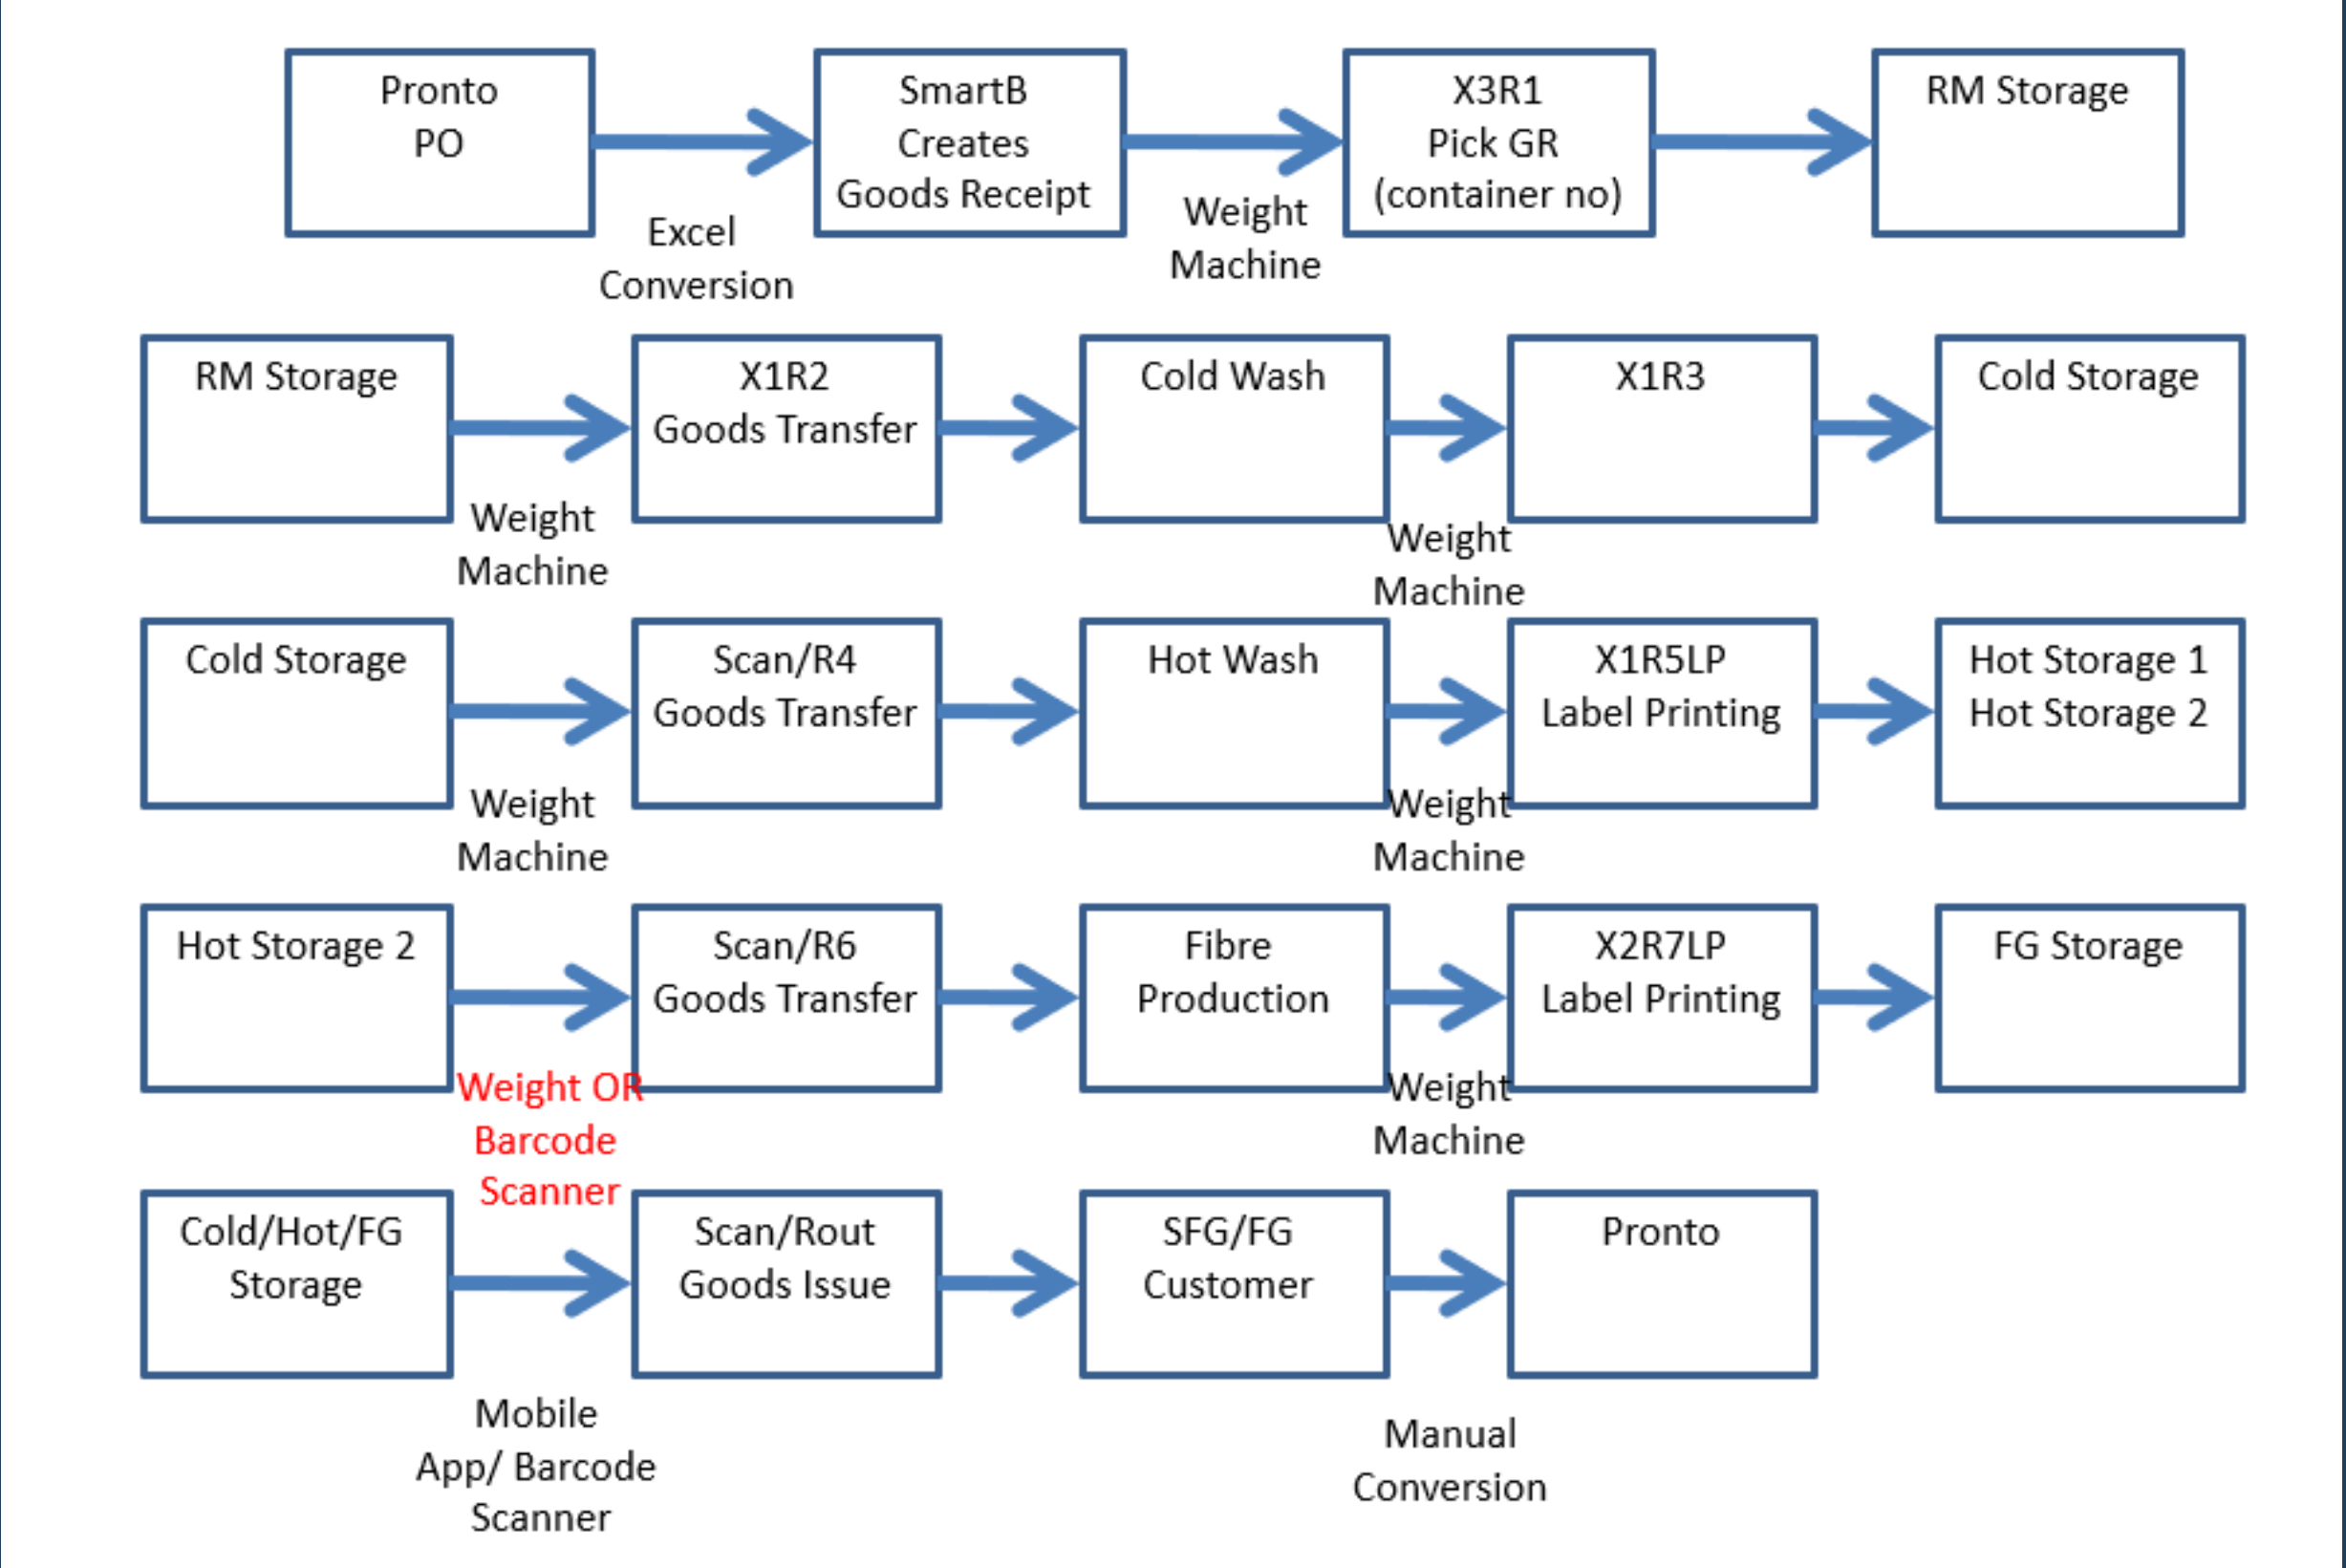 Pronto
PO
Excel
Conversion
SmartB
Creates
Goods Receipt
Weight
Machine
X3R1
Pick GR
(container no)
RM Storage
RM Storage
Weight
Machine
X1R2
Goods Transfer
Cold Wash
Weight
Machine
X1R3
Cold Storage
Cold Storage
Weight
Machine
Scan/R4
Goods Transfer
Hot Wash
Weight
Machine
X1R5LP
Label Printing
Hot Storage 1
Hot Storage 2
Hot Storage 2
Weight OR
Barcode
Scanner
Scan/R6
Goods Transfer
Fibre
Production
Weight
Machine
X2R7LP
Label Printing
FG Storage
Cold/Hot/FG
Storage
Mobile
App/ Barcode
Scanner
Scan/Rout
Goods Issue
SFG/FG
Customer
Manual
Conversion
Pronto